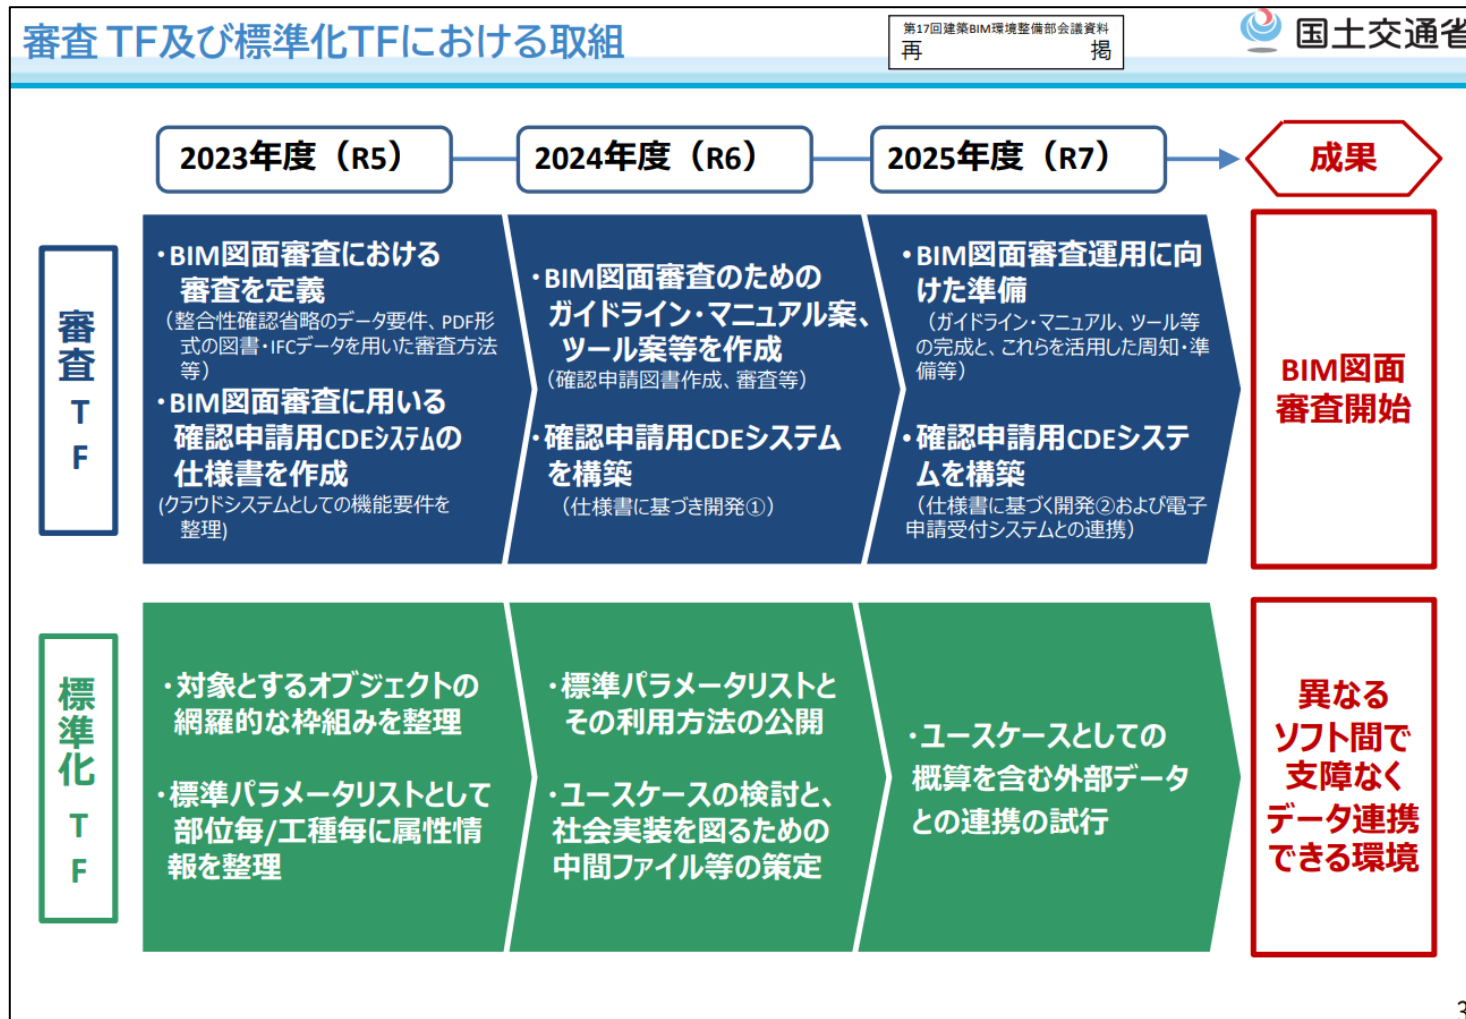 審査 TF及び標準化TFにおける取組
第17回建築BIM環境整備部会議資料
再 掲
国土交通省
2023年度（R5）
2024年度（R6）
2025年度（R7）
成果
審査TF
・BIM図面審査における
審査を定義
（整合性確認省略のデータ要件、PDF形
式の図書・IFCデータを用いた審査方法
等）
・BIM図面審査に用いる
確認申請用CDEｼｽﾃﾑの
仕様書を作成
(クラウドシステムとしての機能要件を
整理)
・BIM図面審査のための
ガイドライン・マニュアル案、
ツール案等を作成
（確認申請図書作成、審査等）
・確認申請用CDEシステム
を構築
（仕様書に基づき開発①）
・BIM図面審査運用に向
けた準備
（ガイドライン・マニュアル、ツール等
の完成と、これらを活用した周知・準
備等）
・確認申請用CDEシステ
ムを構築
（仕様書に基づく開発②および電子
申請受付システムとの連携）
BIM図面
審査開始
標準化TF
・対象とするオブジェクトの
網羅的な枠組みを整理
・標準パラメータリストとして
部位毎/工種毎に属性情
報を整理
・標準パラメータリストと
その利用方法の公開
・ユースケースの検討と、
社会実装を図るための
中間ファイル等の策定
・ユースケースとしての
概算を含む外部データ
との連携の試行
異なる
ソフト間で
支障なく
データ連携
できる環境
3